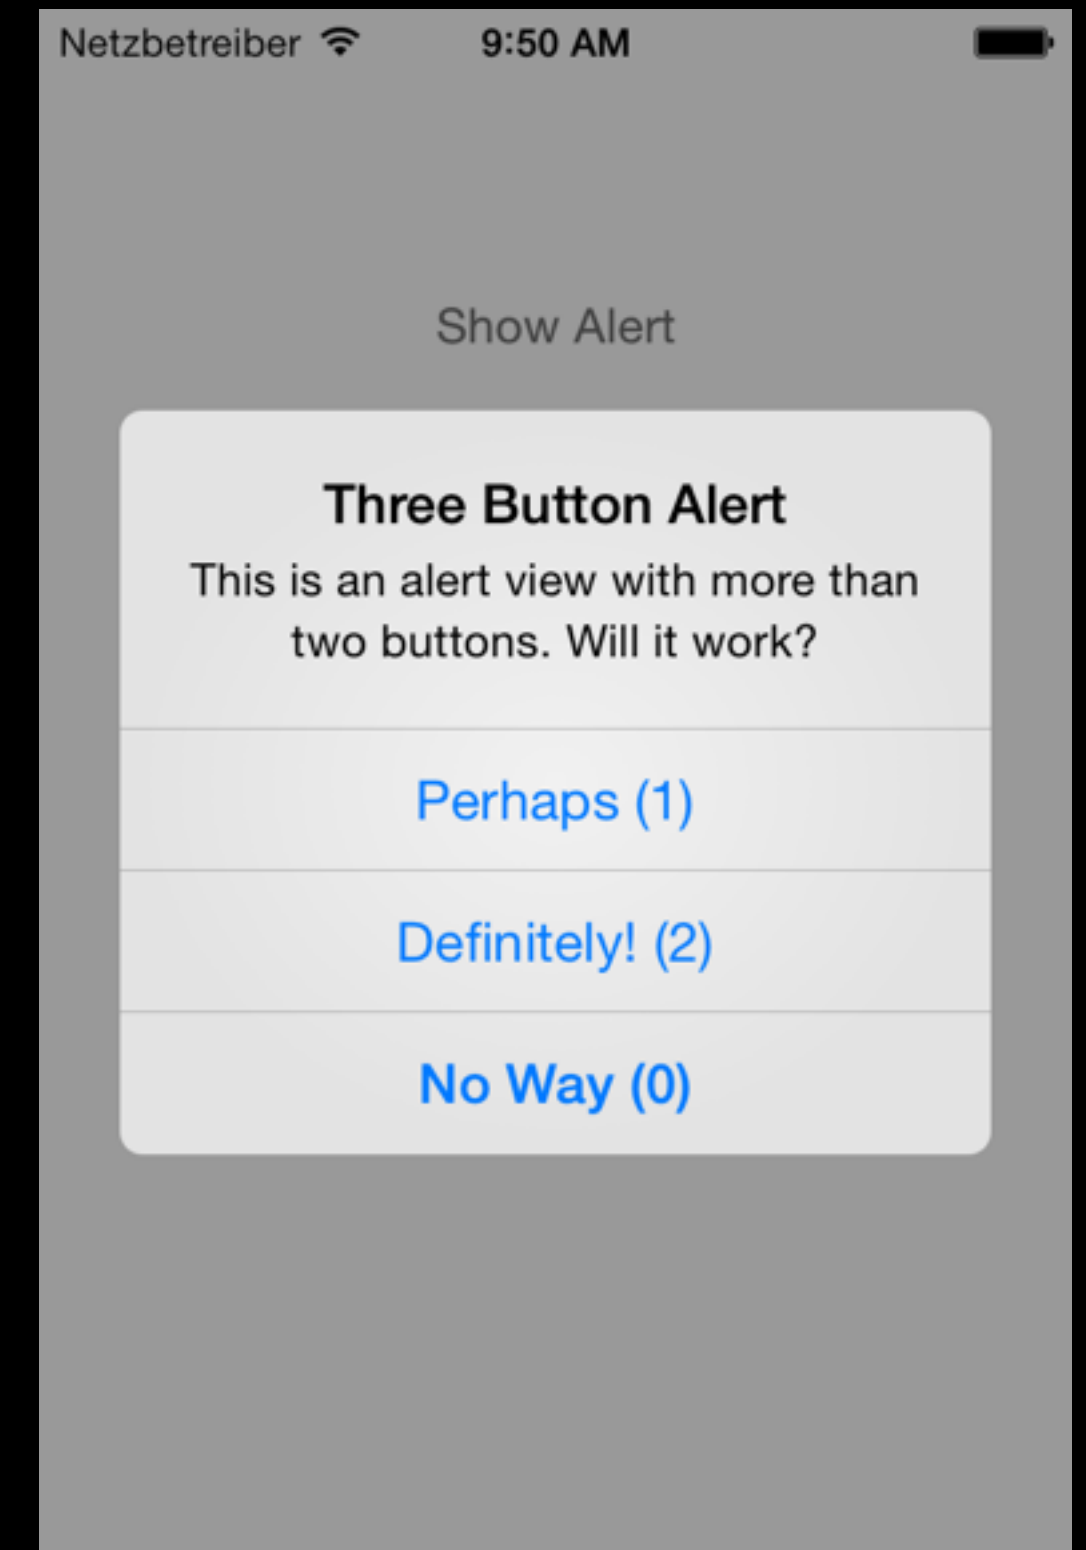 Netzbetreiber 9:50 AM
Show Alert
Three Button Alert
This is an alert view with more than
two buttons. Will it work?
Perhaps (1)
Definitely! (2)
No Way (0)